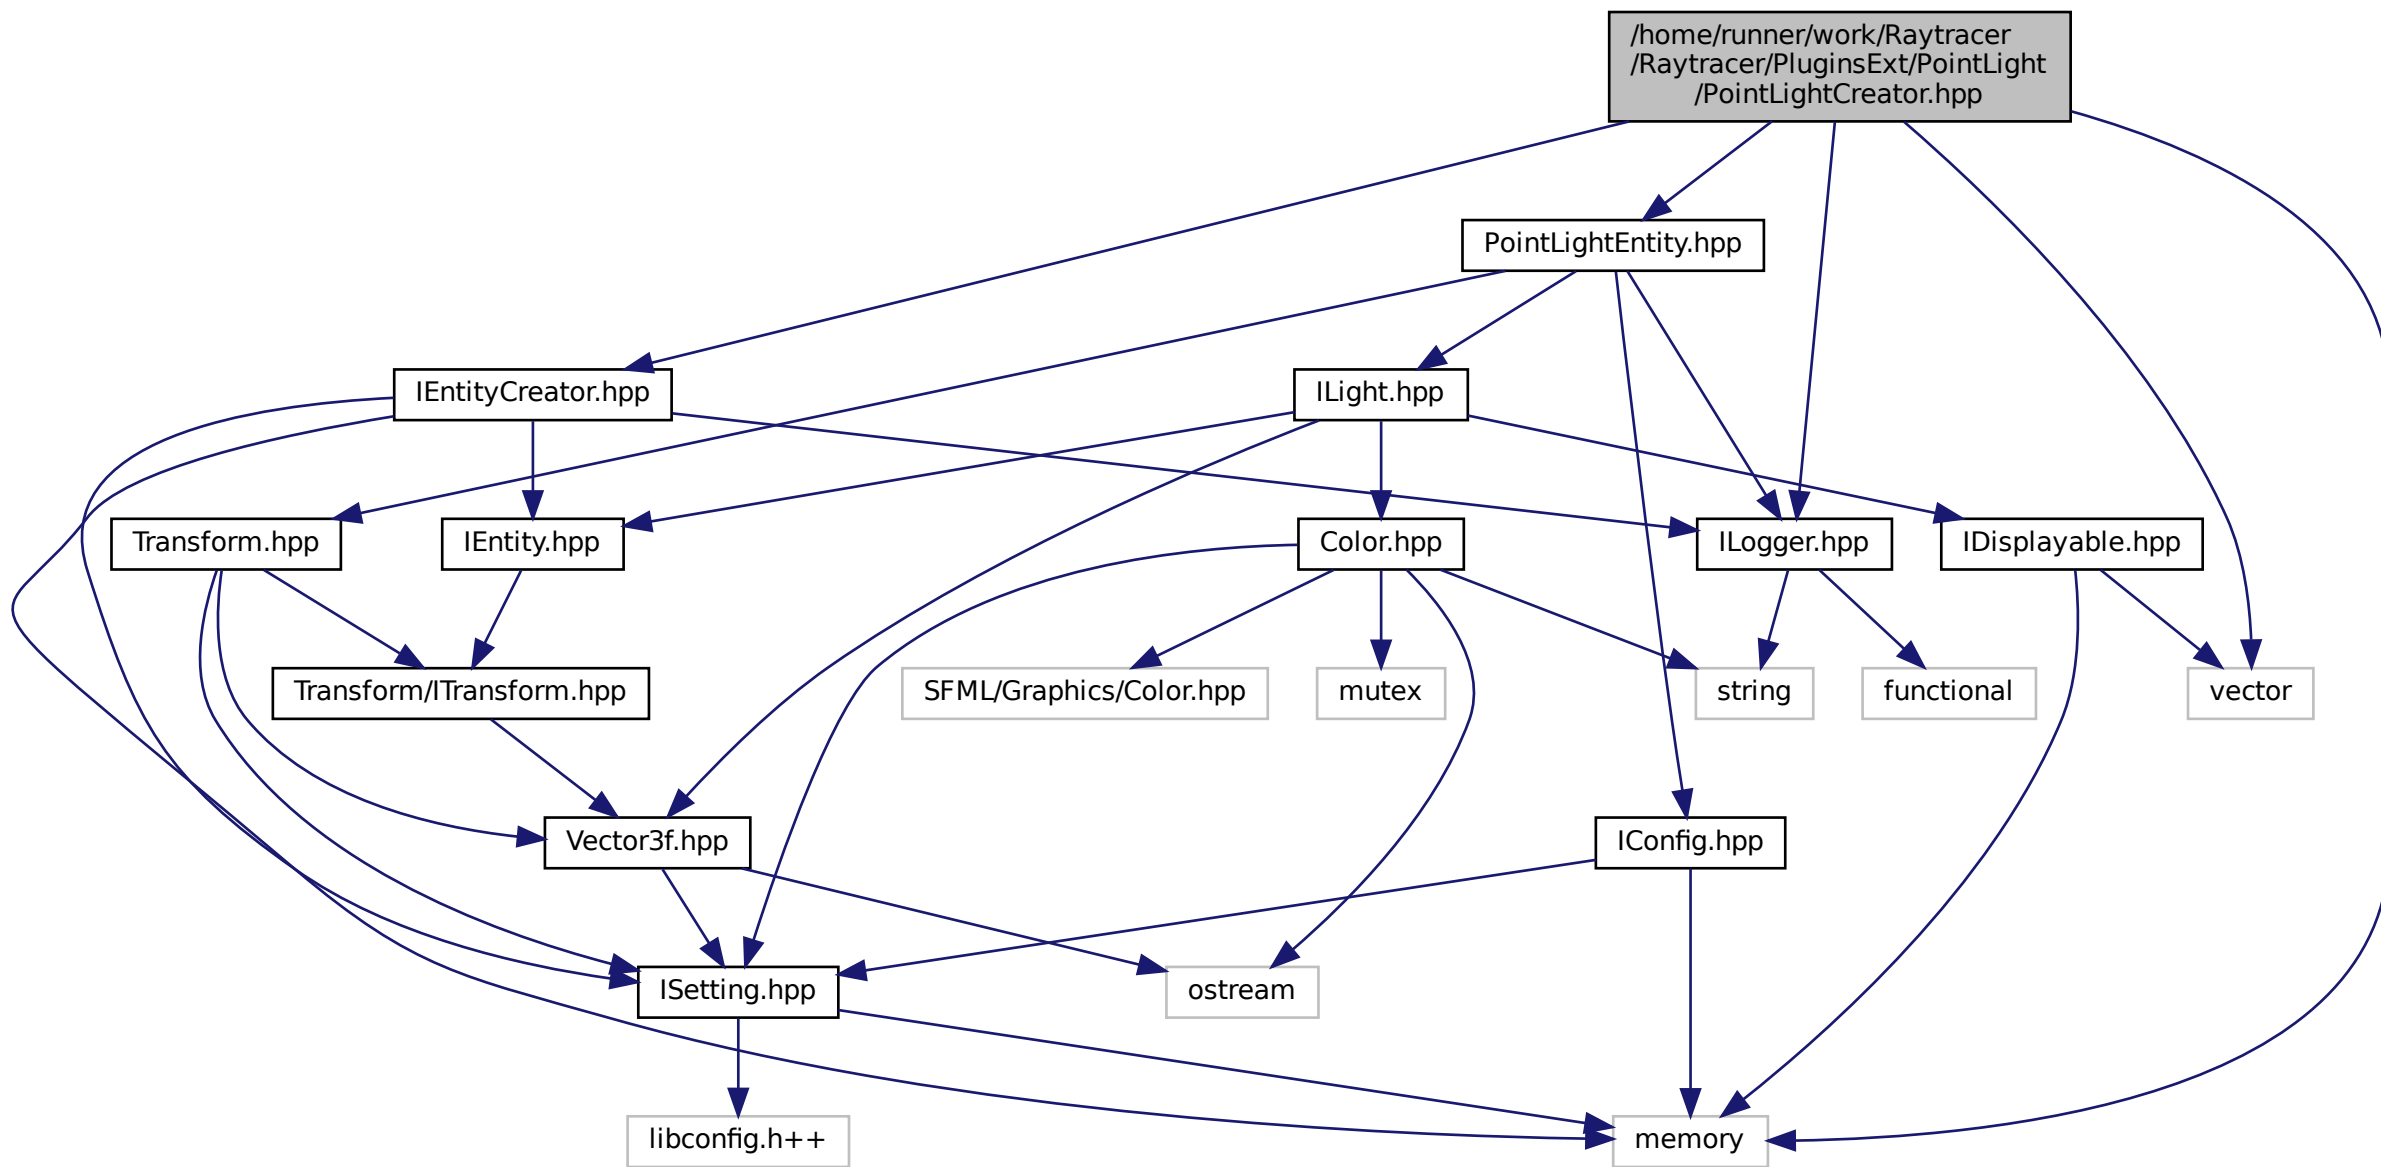 /home/runner/work/Raytracer
/Raytracer/PluginsExt/PointLight
/PointLightCreator.hpp
PointLightEntity.hpp
IEntityCreator.hpp
ILight.hpp
Transform.hpp
IEntity.hpp
Color.hpp
ILogger.hpp
IDisplayable.hpp
Transform/ITransform.hpp
SFML/Graphics/Color.hpp
mutex
string
functional
vector
Vector3f.hpp
IConfig.hpp
ISetting.hpp
ostream
libconfig.h++
memory